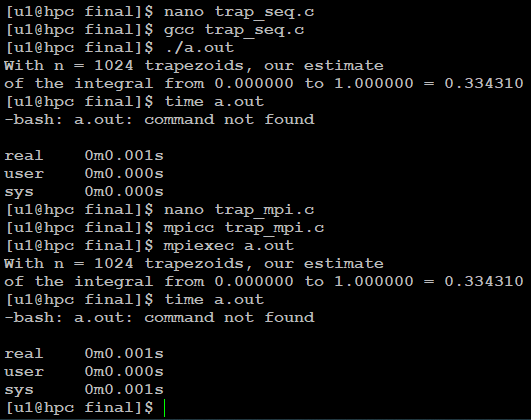 [u1@hpc final]$ nano trap_seq.c
[u1@hpc final]$ gcc trap_seq.c
[u1@hpc final]$ ./a.out
With n = 1024 trapezoids, our estimate
of the integral from 0.000000 to 1.000000 = 0.334310
[u1@hpc final]$ time a.out
-bash: a.out: command not found

real    0m0.001s
user    0m0.000s
sys     0m0.000s
[u1@hpc final]$ nano trap_mpi.c
[u1@hpc final]$ mpicc trap_mpi.c
[u1@hpc final]$ mpiexec a.out
With n = 1024 trapezoids, our estimate
of the integral from 0.000000 to 1.000000 = 0.334310
[u1@hpc final]$ time a.out
-bash: a.out: command not found

real    0m0.001s
user    0m0.000s
sys     0m0.001s
[u1@hpc final]$